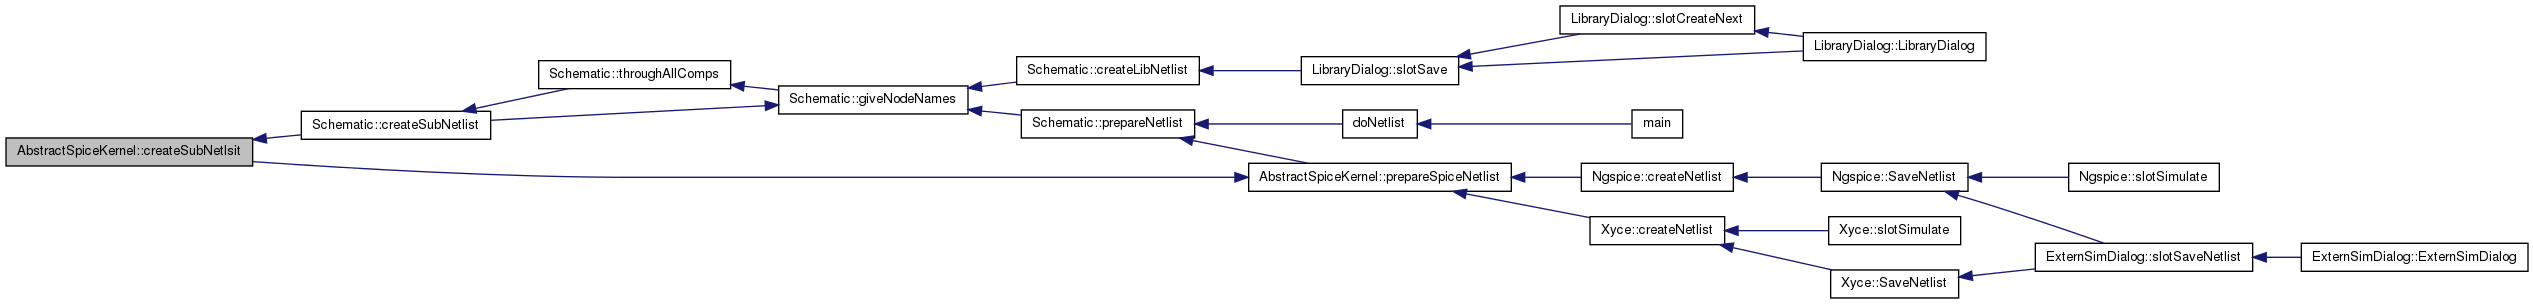 AbstractSpiceKernel::createSubNetlsit
Schematic::createSubNetlist
Schematic::throughAllComps
Schematic::giveNodeNames
Schematic::createLibNetlist
LibraryDialog::slotSave
LibraryDialog::slotCreateNext
LibraryDialog::LibraryDialog
Schematic::prepareNetlist
doNetlist
main
AbstractSpiceKernel::prepareSpiceNetlist
Ngspice::createNetlist
Ngspice::SaveNetlist
Ngspice::slotSimulate
Xyce::createNetlist
Xyce::slotSimulate
Xyce::SaveNetlist
ExternSimDialog::slotSaveNetlist
ExternSimDialog::ExternSimDialog